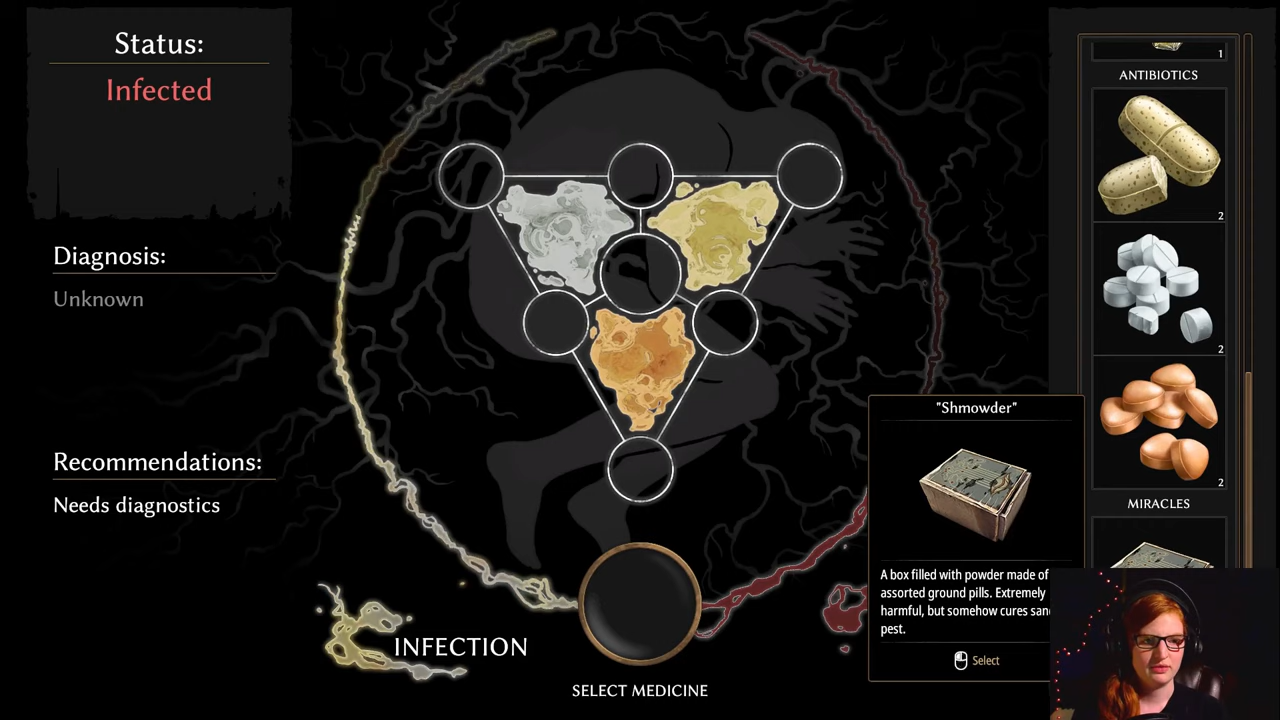 Status:
Infected
Diagnosis:
Unknown
Recommendations:
Needs diagnostics
INFECTION
SELECT MEDICINE
"Shmowder"
A box filled with powder made of
assorted ground pills. Extremely
harmful, but somehow cures sand
pest.
Select
1
ANTIBIOTICS
2
2
2
MIRACLES